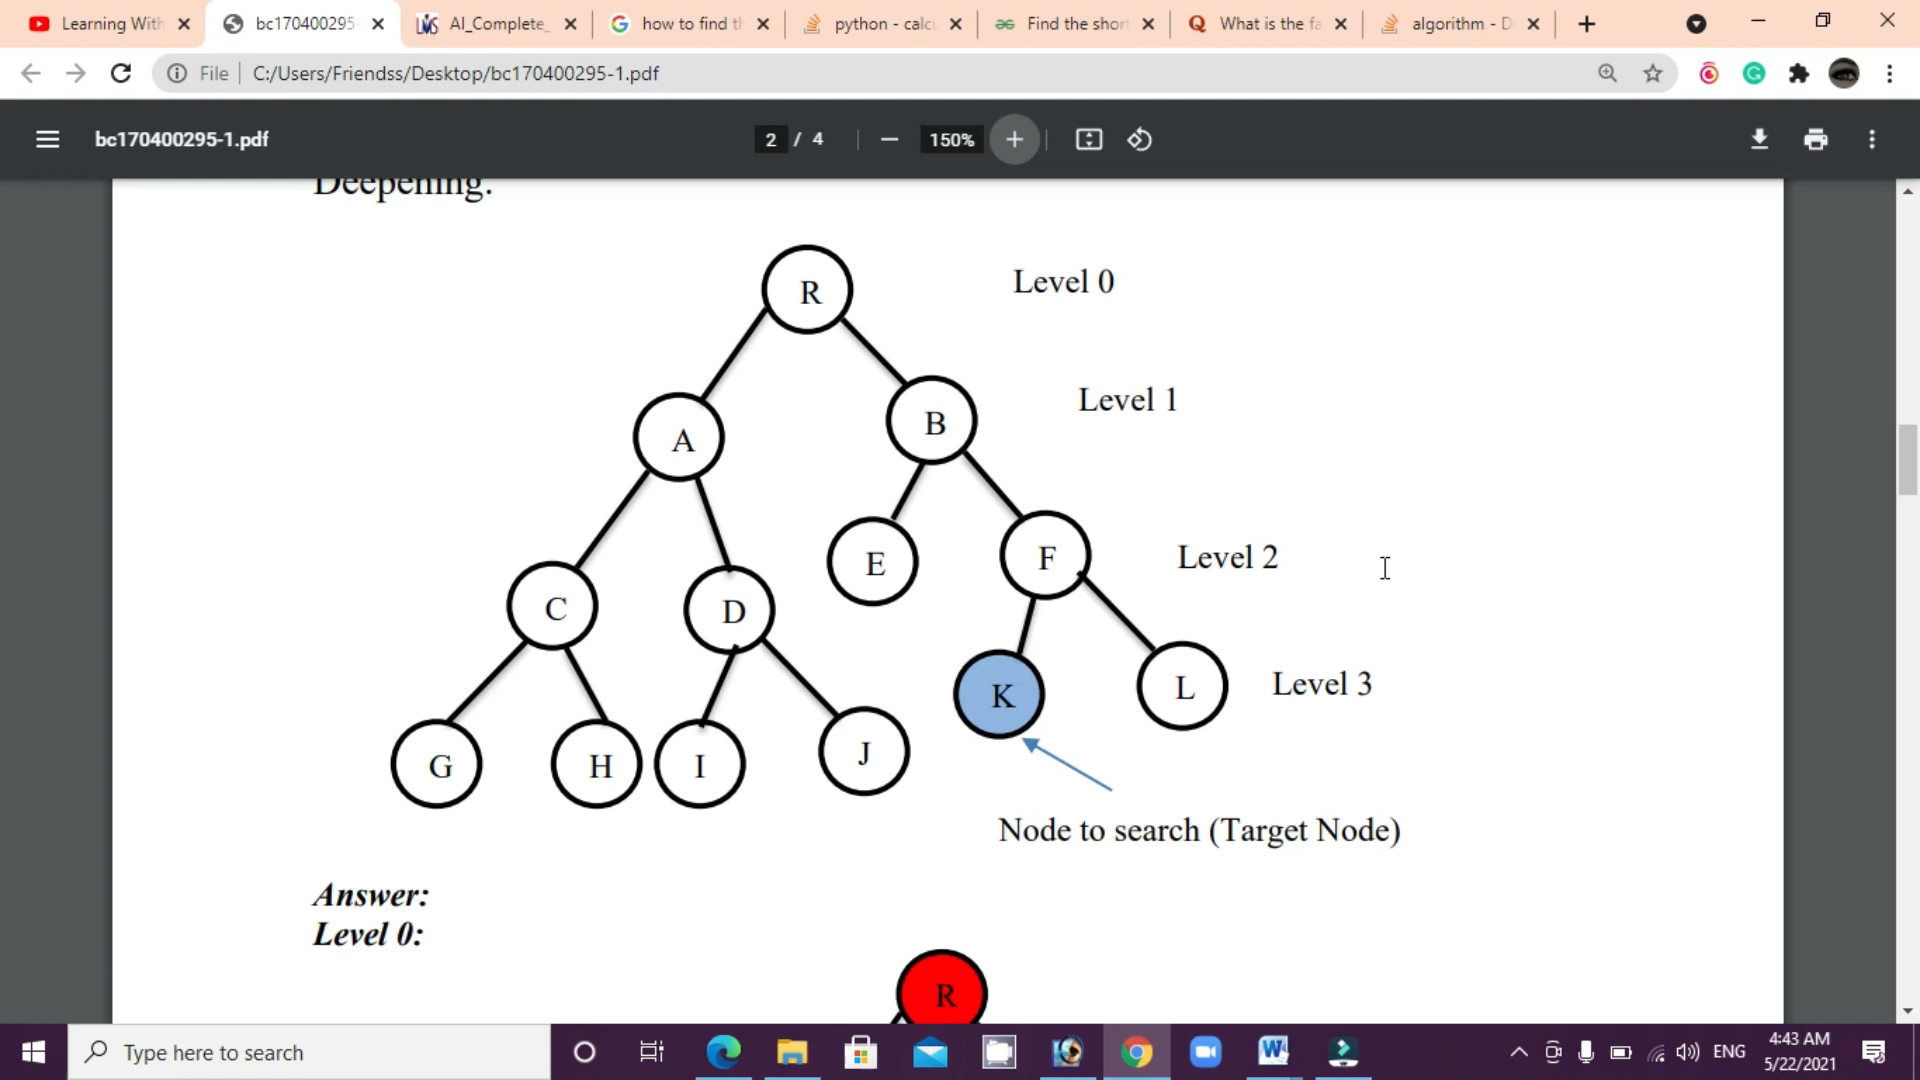 Learning With
bc170400295-
AI_Complete_
how to find th
python - calcu
Find the short
What is the fa
algorithm - D
File
C:/Users/Friendss/Desktop/bc170400295-1.pdf
bc170400295-1.pdf
2 / 4
150%
Deepening.
R
Level 0
A
B
Level 1
C
D
E
F
Level 2
G
H
I
J
K
L
Level 3
Node to search (Target Node)
Answer:
Level 0:
R
Type here to search
ENG
4:43 AM
5/22/2021